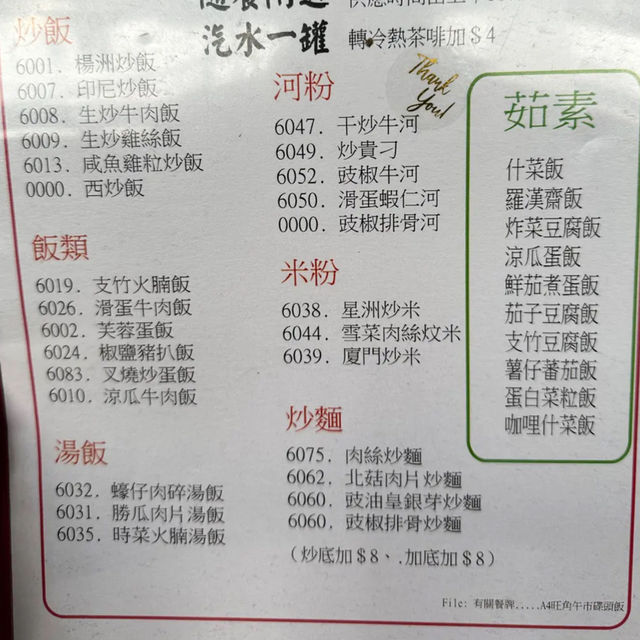 汽水一罐
轉冷熱茶啡加＄4
Thank You!
炒飯
6001. 楊洲炒飯
6007. 印尼炒飯
6008. 生炒牛肉飯
6009. 生炒雞絲飯
6013. 咸魚雞粒炒飯
0000. 西炒飯
飯類
6019. 支竹火腩飯
6026. 滑蛋牛肉飯
6002. 芙蓉蛋飯
6024. 椒鹽豬扒飯
6083. 叉燒炒蛋飯
6010. 涼瓜牛肉飯
湯飯
6032. 蠔仔肉碎湯飯
6031. 勝瓜肉片湯飯
6035. 時菜火腩湯飯
河粉
6047. 干炒牛河
6049. 炒貴刁
6052. 豉椒牛河
6050. 滑蛋蝦仁河
0000. 豉椒排骨河
米粉
6038. 星洲炒米
6044. 雪菜肉絲炆米
6039. 廈門炒米
炒麵
6075. 肉絲炒麵
6062. 北菇肉片炒麵
6060. 豉油皇銀芽炒麵
6060. 豉椒排骨炒麵
（炒底加＄8、.加底加＄8）
茹素
什菜飯
羅漢齋飯
炸菜豆腐飯
涼瓜蛋飯
鮮茄煮蛋飯
茄子豆腐飯
支竹豆腐飯
薯仔蕃茄飯
蛋白菜粒飯
咖哩什菜飯
File: 有關餐牌.....A4旺角午市碟頭飯